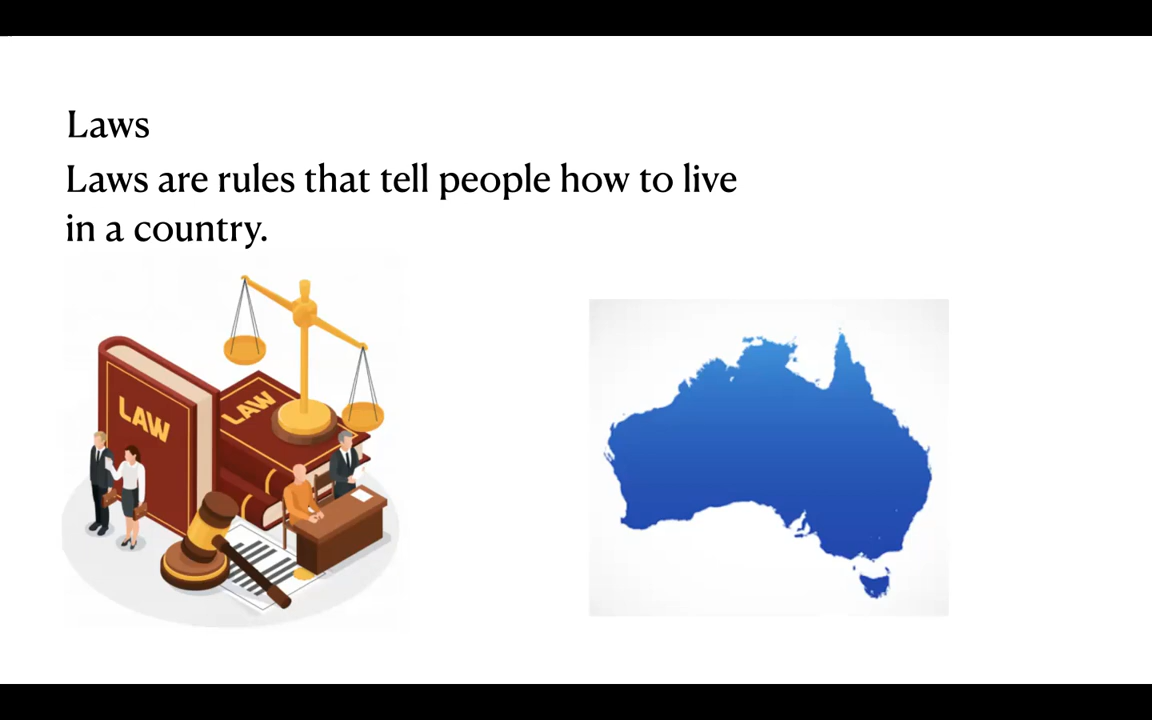 Laws
Laws are rules that tell people how to live
in a country.
LAW
LAW